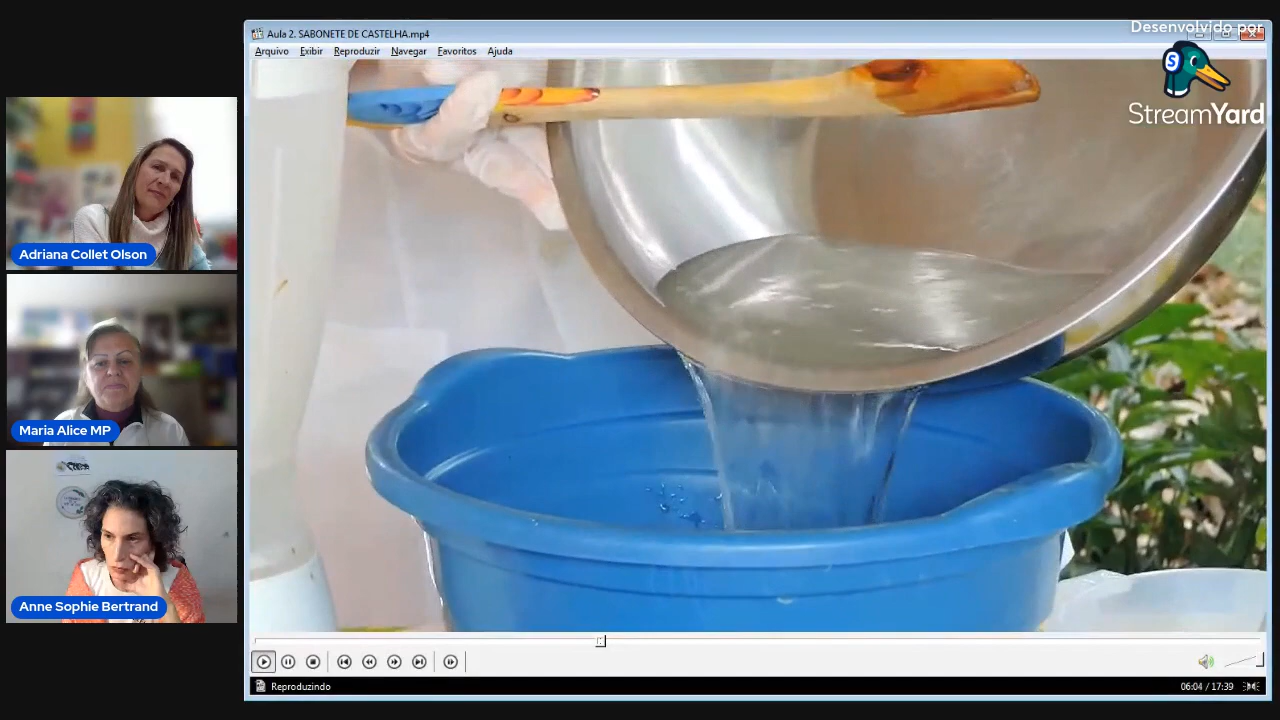 Aula 2. SABONETE DE CASTELHA.mp4
Desenvolvido por
Arquivo Exibir Reproduzir Navegar Favoritos Ajuda
S
StreamYard
Adriana Collet Olson
Maria Alice MP
Anne Sophie Bertrand
Reproduzindo
06:04 / 17:39